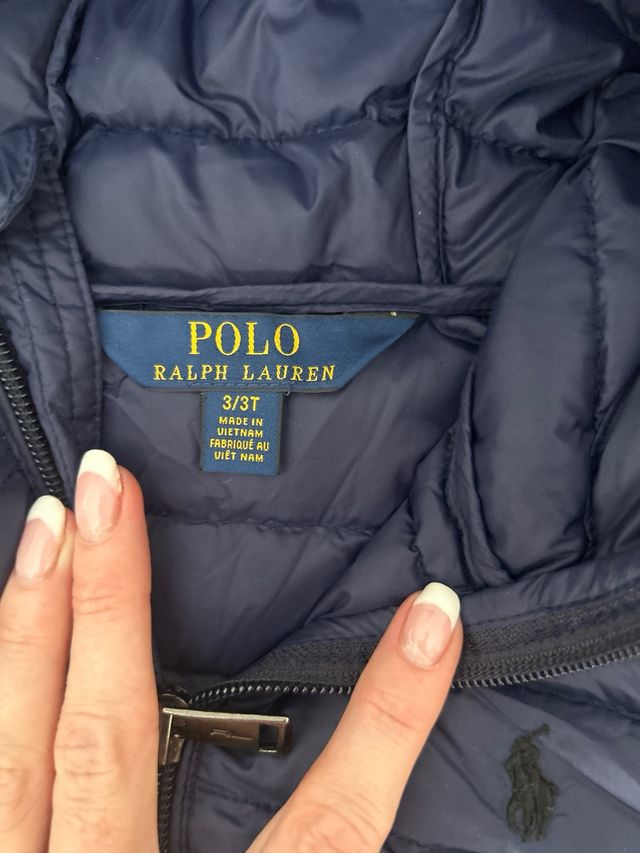 POLO
RALPH LAUREN
3/3T
MADE IN
VIETNAM
FABRIQUÉ AU
VIÊT NAM